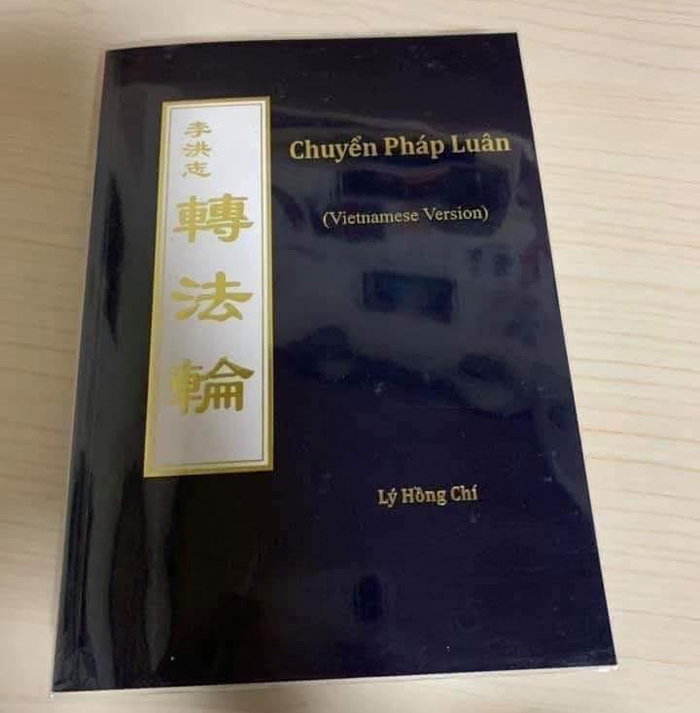 李洪志
轉法輪
Chuyển Pháp Luân
(Vietnamese Version)
Lý Hồng Chí